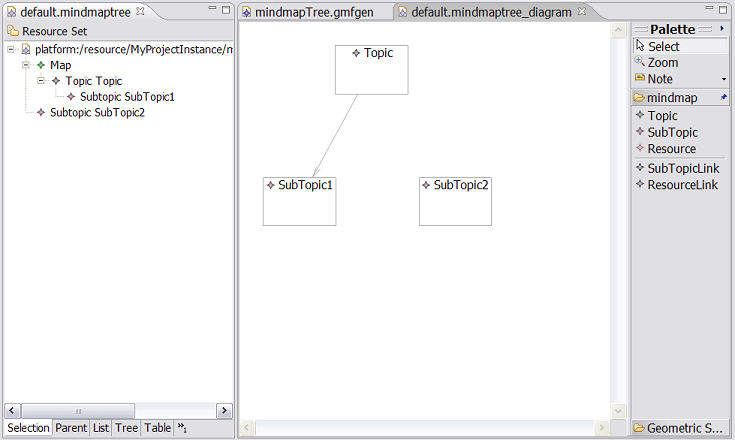 default.mindmaptree
Resource Set
platform:/resource/MyProjectInstance/m
Map
Topic Topic
Subtopic SubTopic1
Subtopic SubTopic2
Selection Parent List Tree Table »1
mindmapTree.gmfgen default.mindmaptree_diagram
Topic
SubTopic1 SubTopic2
Palette
Select
Zoom
Note
mindmap
Topic
SubTopic
Resource
SubTopicLink
ResourceLink
Geometric S...